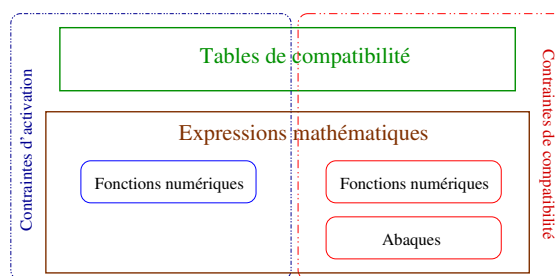 Tables de compatibilité
Contraintes d'activation
Contraintes de compatibilité
Expressions mathématiques
Fonctions numériques
Fonctions numériques
Abaques